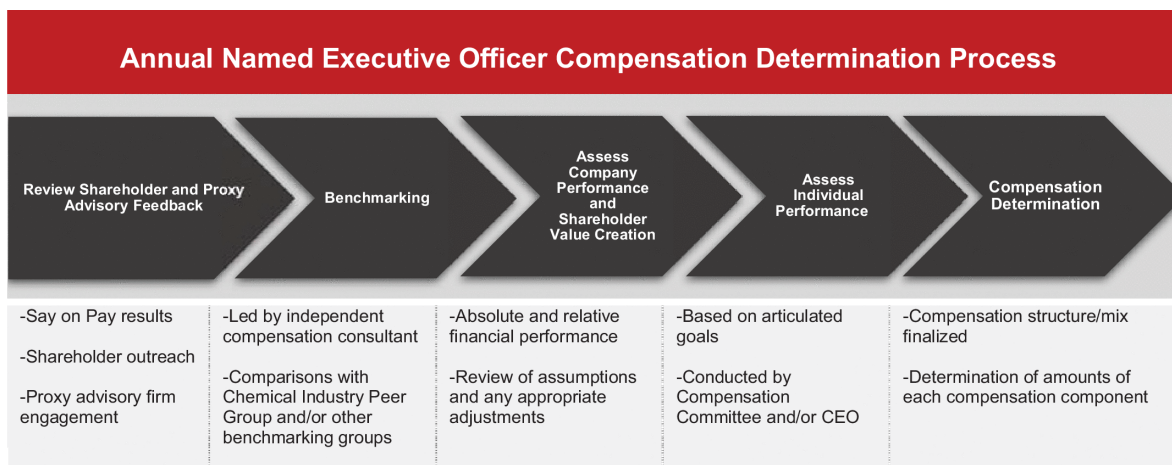 Annual Named Executive Officer Compensation Determination Process
Review Shareholder and Proxy
Advisory Feedback
Benchmarking
Assess
Company
Performance
and
Shareholder
Value Creation
Assess
Individual
Performance
Compensation
Determination
-Say on Pay results
-Shareholder outreach
-Proxy advisory firm
engagement
-Led by independent
compensation consultant
-Comparisons with
Chemical Industry Peer
Group and/or other
benchmarking groups
-Absolute and relative
financial performance
-Review of assumptions
and any appropriate
adjustments
-Based on articulated
goals
-Conducted by
Compensation
Committee and/or CEO
-Compensation structure/mix
finalized
-Determination of amounts of
each compensation component